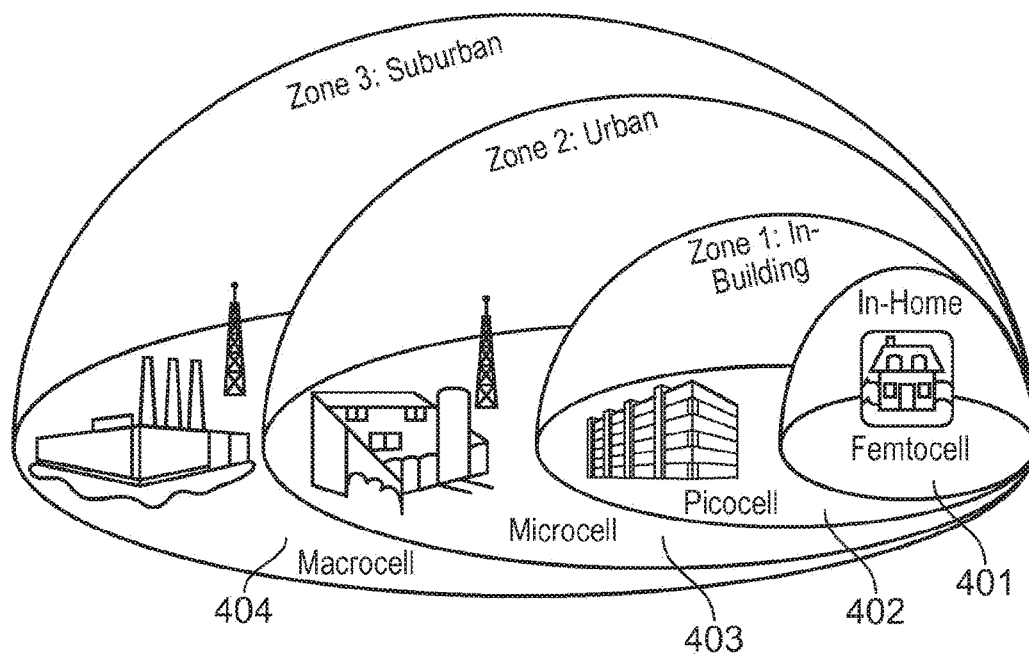 Zone 3: Suburban
Zone 2: Urban
Zone 1: In-
Building
In-Home
Femtocell
Picocell
Microcell
Macrocell
401
402
403
404